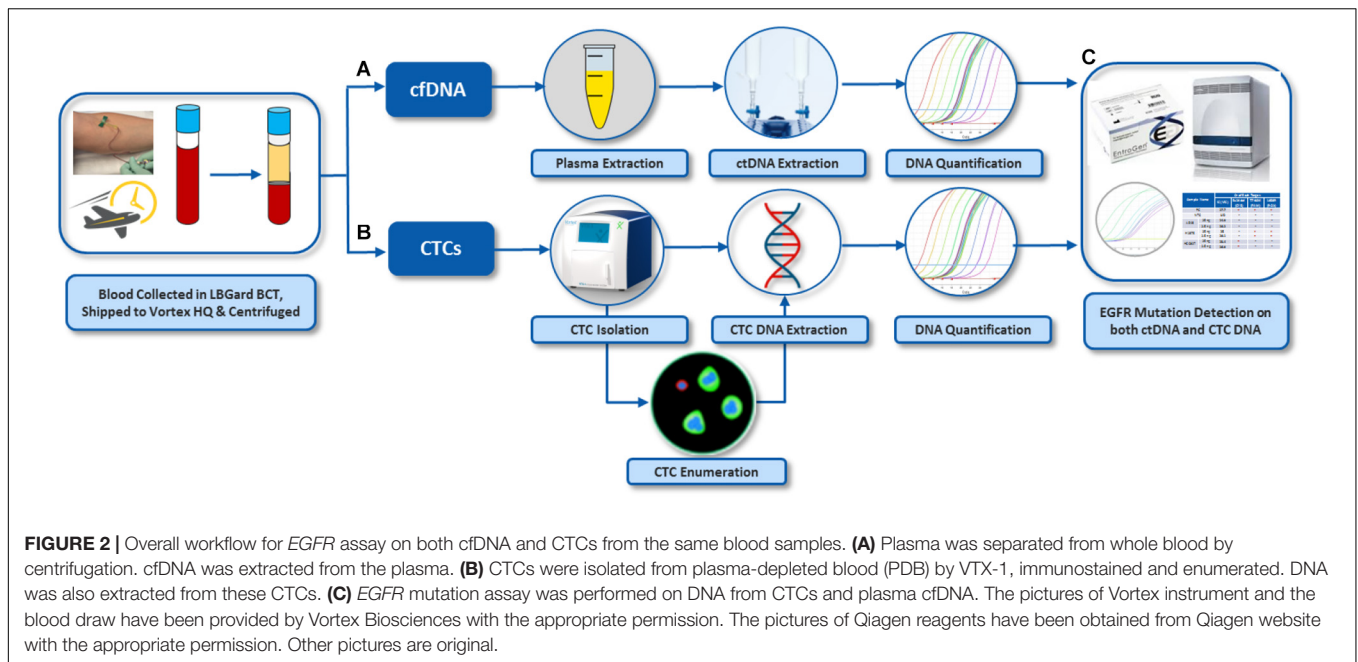 A
cfDNA
Plasma Extraction
ctDNA Extraction
DNA Quantification
B
CTCs
CTC Isolation
CTC DNA Extraction
DNA Quantification
CTC Enumeration
Blood Collected in LBGard BCT,
Shipped to Vortex HQ & Centrifuged
C
EntroGen
EGFR Mutation Detection on
both ctDNA and CTC DNA
FIGURE 2 | Overall workflow for EGFR assay on both cfDNA and CTCs from the same blood samples. (A) Plasma was separated from whole blood by
centrifugation. cfDNA was extracted from the plasma. (B) CTCs were isolated from plasma-depleted blood (PDB) by VTX-1, immunostained and enumerated. DNA
was also extracted from these CTCs. (C) EGFR mutation assay was performed on DNA from CTCs and plasma cfDNA. The pictures of Vortex instrument and the
blood draw have been provided by Vortex Biosciences with the appropriate permission. The pictures of Qiagen reagents have been obtained from Qiagen website
with the appropriate permission. Other pictures are original.